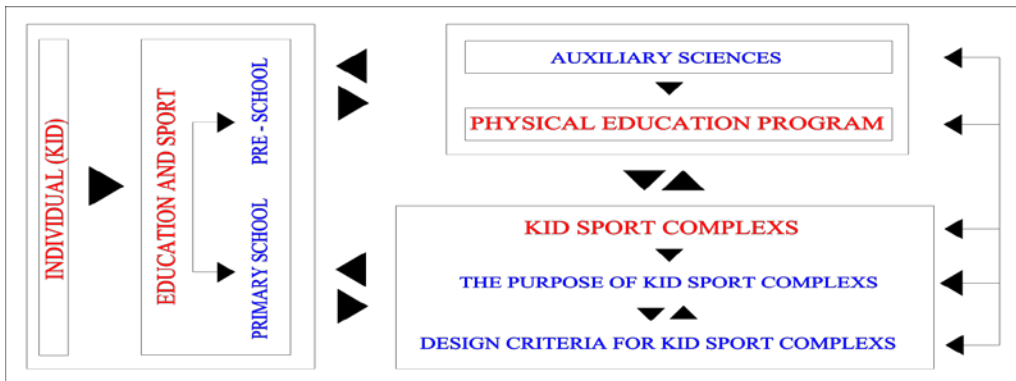 INDIVIDUAL (KID)
EDUCATION AND SPORT
PRE - SCHOOL
PRIMARY SCHOOL
AUXILIARY SCIENCES
PHYSICAL EDUCATION PROGRAM
KID SPORT COMPLEXS
THE PURPOSE OF KID SPORT COMPLEXS
DESIGN CRITERIA FOR KID SPORT COMPLEXS